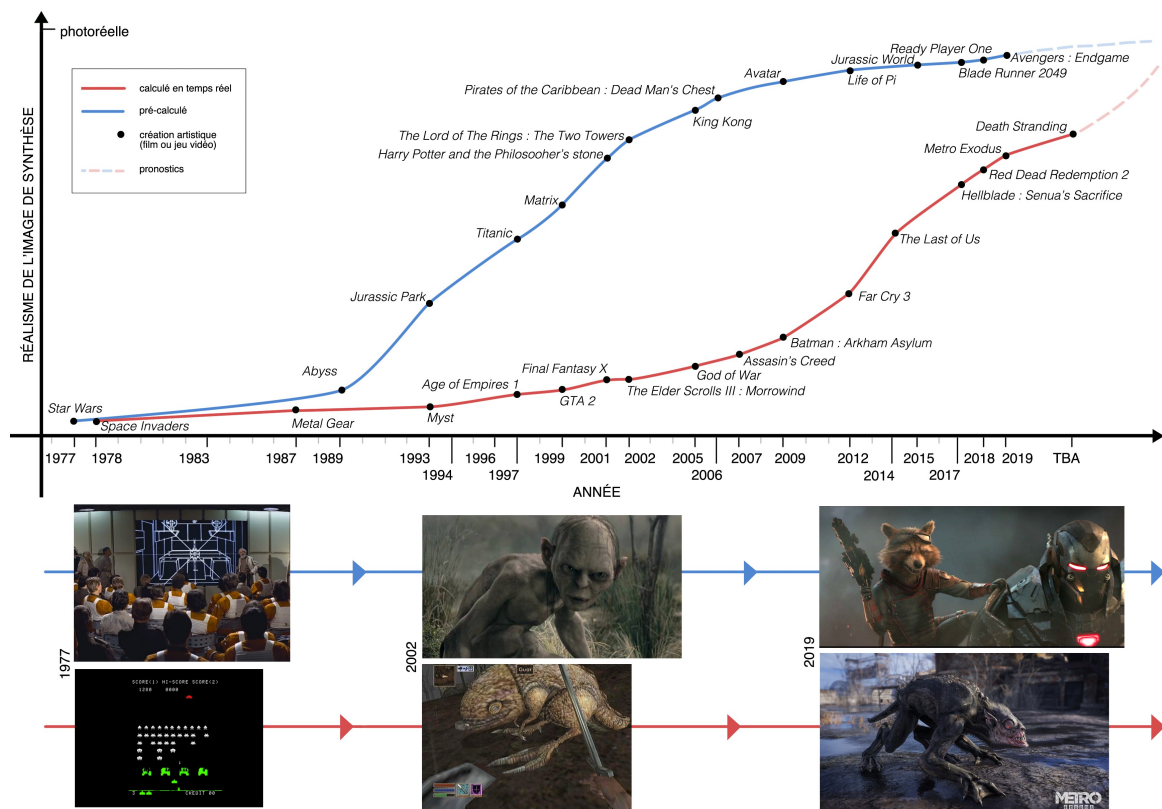 photoréelle
calculé en temps réel
pré-calculé
création artistique
(film ou jeu vidéo)
pronostics
RÉALISME DE L'IMAGE DE SYNTHÈSE
Star Wars
Abyss
Jurassic Park
Titanic
Matrix
Harry Potter and the Philosooher's stone
The Lord of The Rings : The Two Towers
King Kong
Pirates of the Caribbean : Dead Man's Chest
Avatar
Life of Pi
Jurassic World
Blade Runner 2049
Ready Player One
Avengers : Endgame
Space Invaders
Metal Gear
Myst
Age of Empires 1
GTA 2
Final Fantasy X
The Elder Scrolls III : Morrowind
God of War
Assasin's Creed
Batman : Arkham Asylum
Far Cry 3
The Last of Us
Hellblade : Senua's Sacrifice
Red Dead Redemption 2
Metro Exodus
Death Stranding
1977 1978 1983 1987 1989 1993 1996 1999 2001 2002 2005 2007 2009 2012 2015 2018 2019 TBA
1994 1997 2006 2014 2017
ANNÉE
1977
2002
2019
SCORE(1) HI-SCORE SCORE(2)
CREDIT 00
Guar
METRO